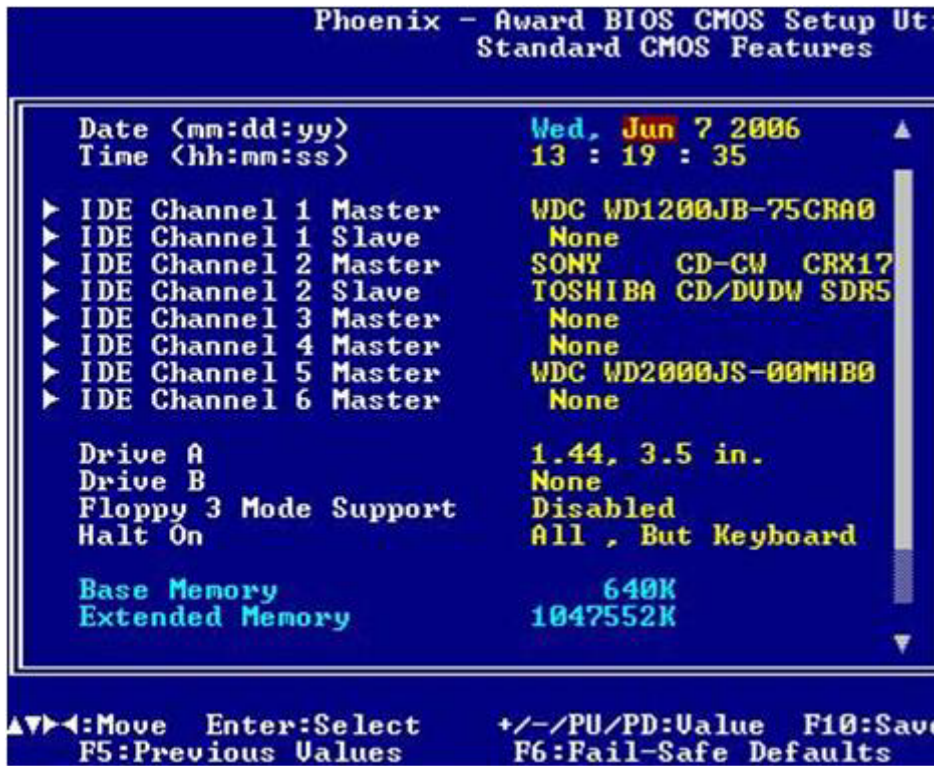 Phoenix - Award BIOS CMOS Setup Ut
Standard CMOS Features
Date (mm:dd:yy) Wed, Jun 7 2006
Time (hh:mm:ss) 13 : 19 : 35
IDE Channel 1 Master WDC WD1200JB-75CRA0
IDE Channel 1 Slave None
IDE Channel 2 Master SONY CD-CW CRX17
IDE Channel 2 Slave TOSHIBA CD/DVDW SDR5
IDE Channel 3 Master None
IDE Channel 4 Master None
IDE Channel 5 Master WDC WD2000JS-00MHB0
IDE Channel 6 Master None
Drive A 1.44, 3.5 in.
Drive B None
Floppy 3 Mode Support Disabled
Halt On All , But Keyboard
Base Memory 640K
Extended Memory 1047552K
▲▼►◄:Move Enter:Select +/-/PU/PD:Value F10:Save
F5:Previous Values F6:Fail-Safe Defaults